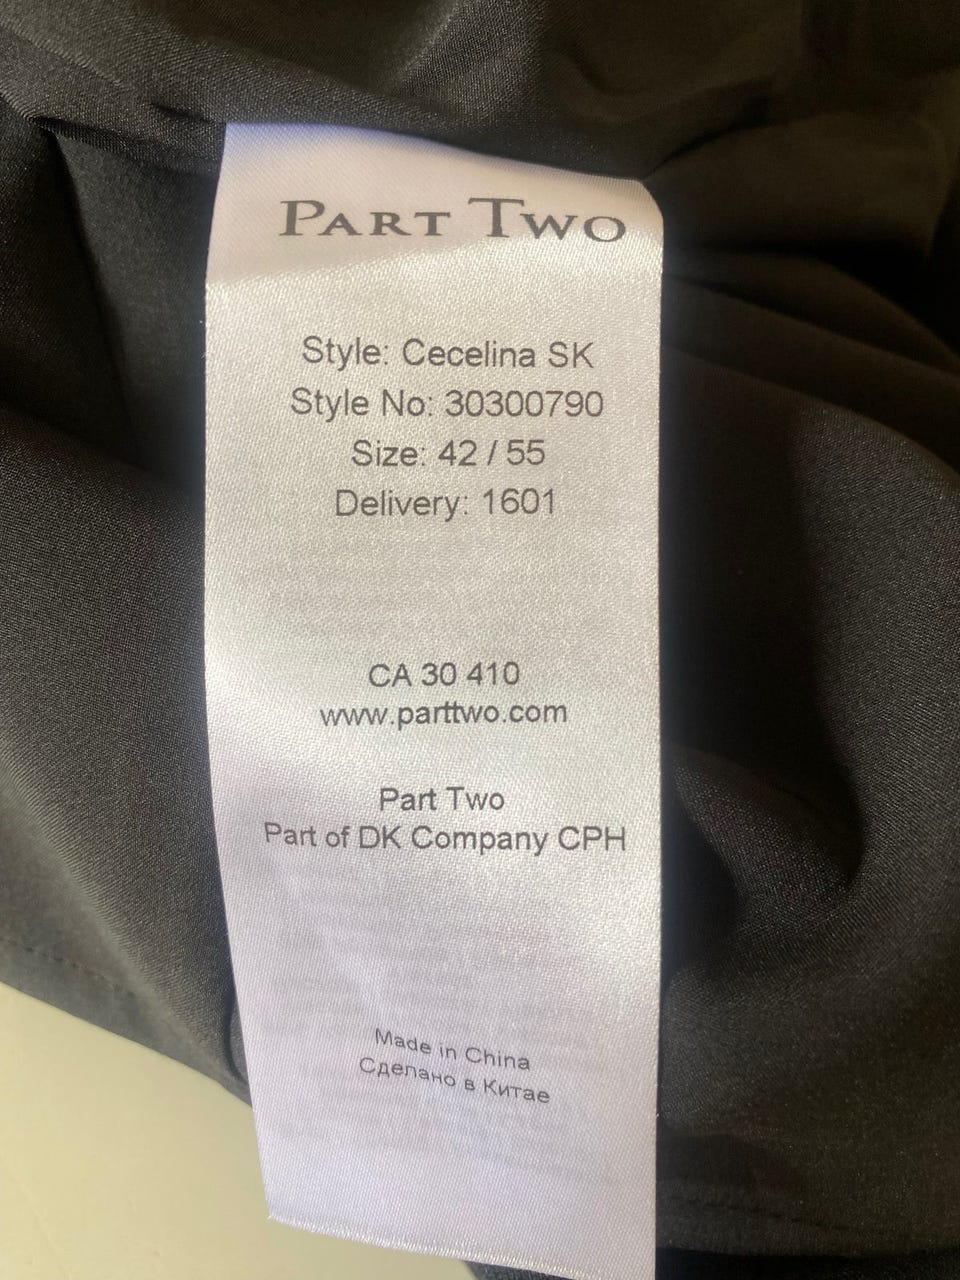 PART TWO
Style: Cecelina SK
Style No: 30300790
Size: 42 / 55
Delivery: 1601
CA 30 410
www.parttwo.com
Part Two
Part of DK Company CPH
Made in China
Сделано в Китае